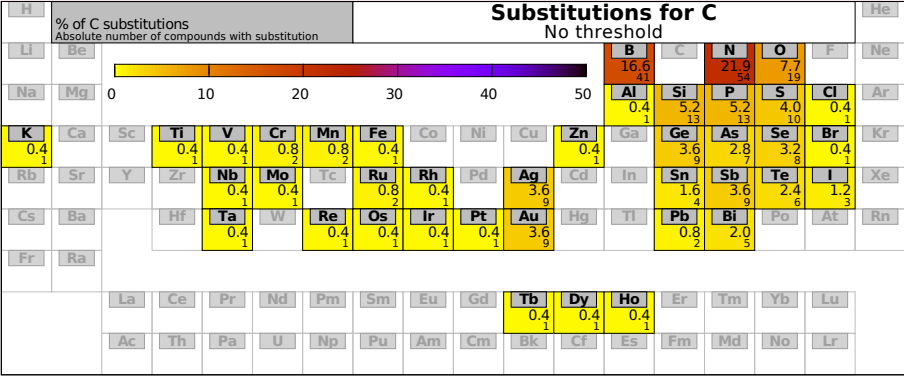 H
% of C substitutions
Absolute number of compounds with substitution
Substitutions for C
No threshold
He
Li Be B C N O F Ne
16.6 21.9 7.7
41 54 19
0 10 20 30 40 50
Na Mg Al Si P S Cl Ar
0.4 5.2 5.2 4.0 0.4
1 13 13 10 1
K Ca Sc Ti V Cr Mn Fe Co Ni Cu Zn Ga Ge As Se Br Kr
0.4 0.4 0.4 0.8 0.8 0.4 0.4 3.6 2.8 3.2 0.4
1 1 1 2 2 1 1 9 7 8 1
Rb Sr Y Zr Nb Mo Tc Ru Rh Pd Ag Cd In Sn Sb Te I Xe
0.4 0.4 0.8 0.4 3.6 1.6 3.6 2.4 1.2
1 1 2 1 9 4 9 6 3
Cs Ba Hf Ta W Re Os Ir Pt Au Hg Tl Pb Bi Po At Rn
0.4 0.4 0.4 0.4 0.4 3.6 0.8 2.0
1 1 1 1 1 9 2 5
Fr Ra
La Ce Pr Nd Pm Sm Eu Gd Tb Dy Ho Er Tm Yb Lu
0.4 0.4 0.4
1 1 1
Ac Th Pa U Np Pu Am Cm Bk Cf Es Fm Md No Lr